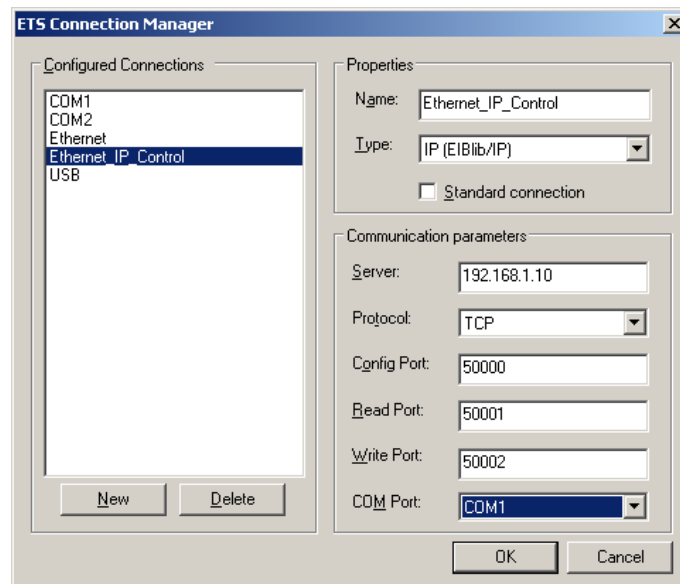 ETS Connection Manager
Configured Connections
COM1
COM2
Ethernet
Ethernet_IP_Control
USB
New
Delete
Properties
Name:
Ethernet_IP_Control
Type:
IP (EIBlib/IP)
Standard connection
Communication parameters
Server:
192.168.1.10
Protocol:
TCP
Config Port:
50000
Read Port:
50001
Write Port:
50002
COM Port:
COM1
OK
Cancel